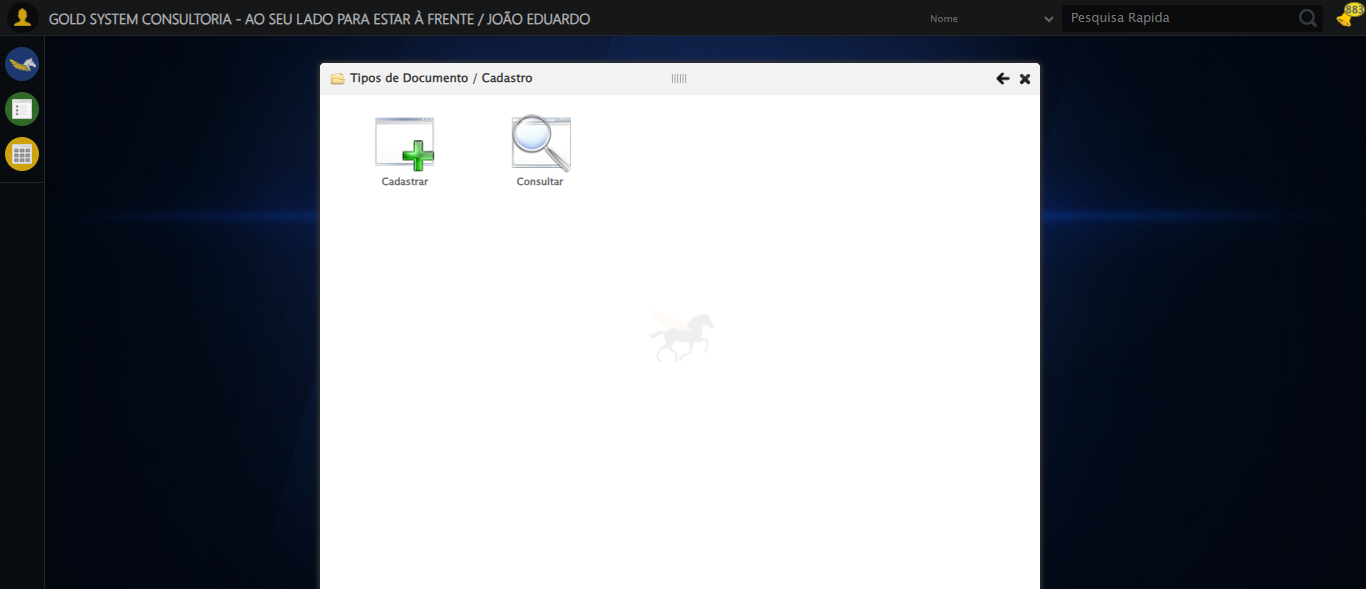 GOLD SYSTEM CONSULTORIA - AO SEU LADO PARA ESTAR À FRENTE / JOÃO EDUARDO
Nome
Pesquisa Rapida
883
Tipos de Documento / Cadastro
Cadastrar
Consultar